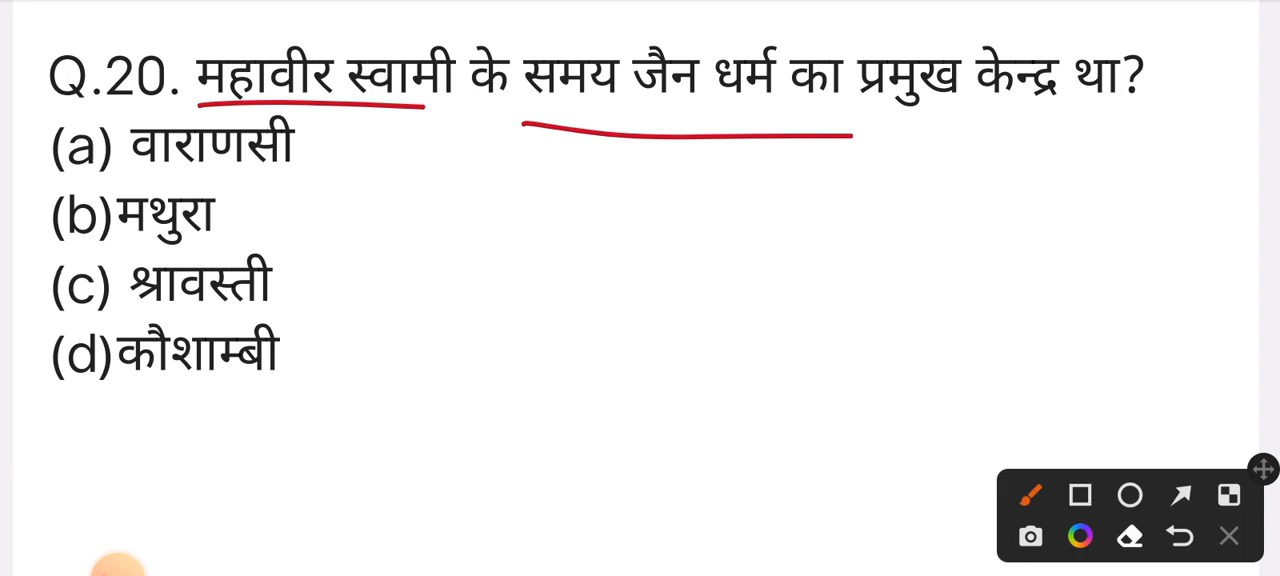 Q.20. महावीर स्वामी के समय जैन धर्म का प्रमुख केन्द्र था?
(a) वाराणसी
(b)मथुरा
(c) श्रावस्ती
(d)कौशाम्बी